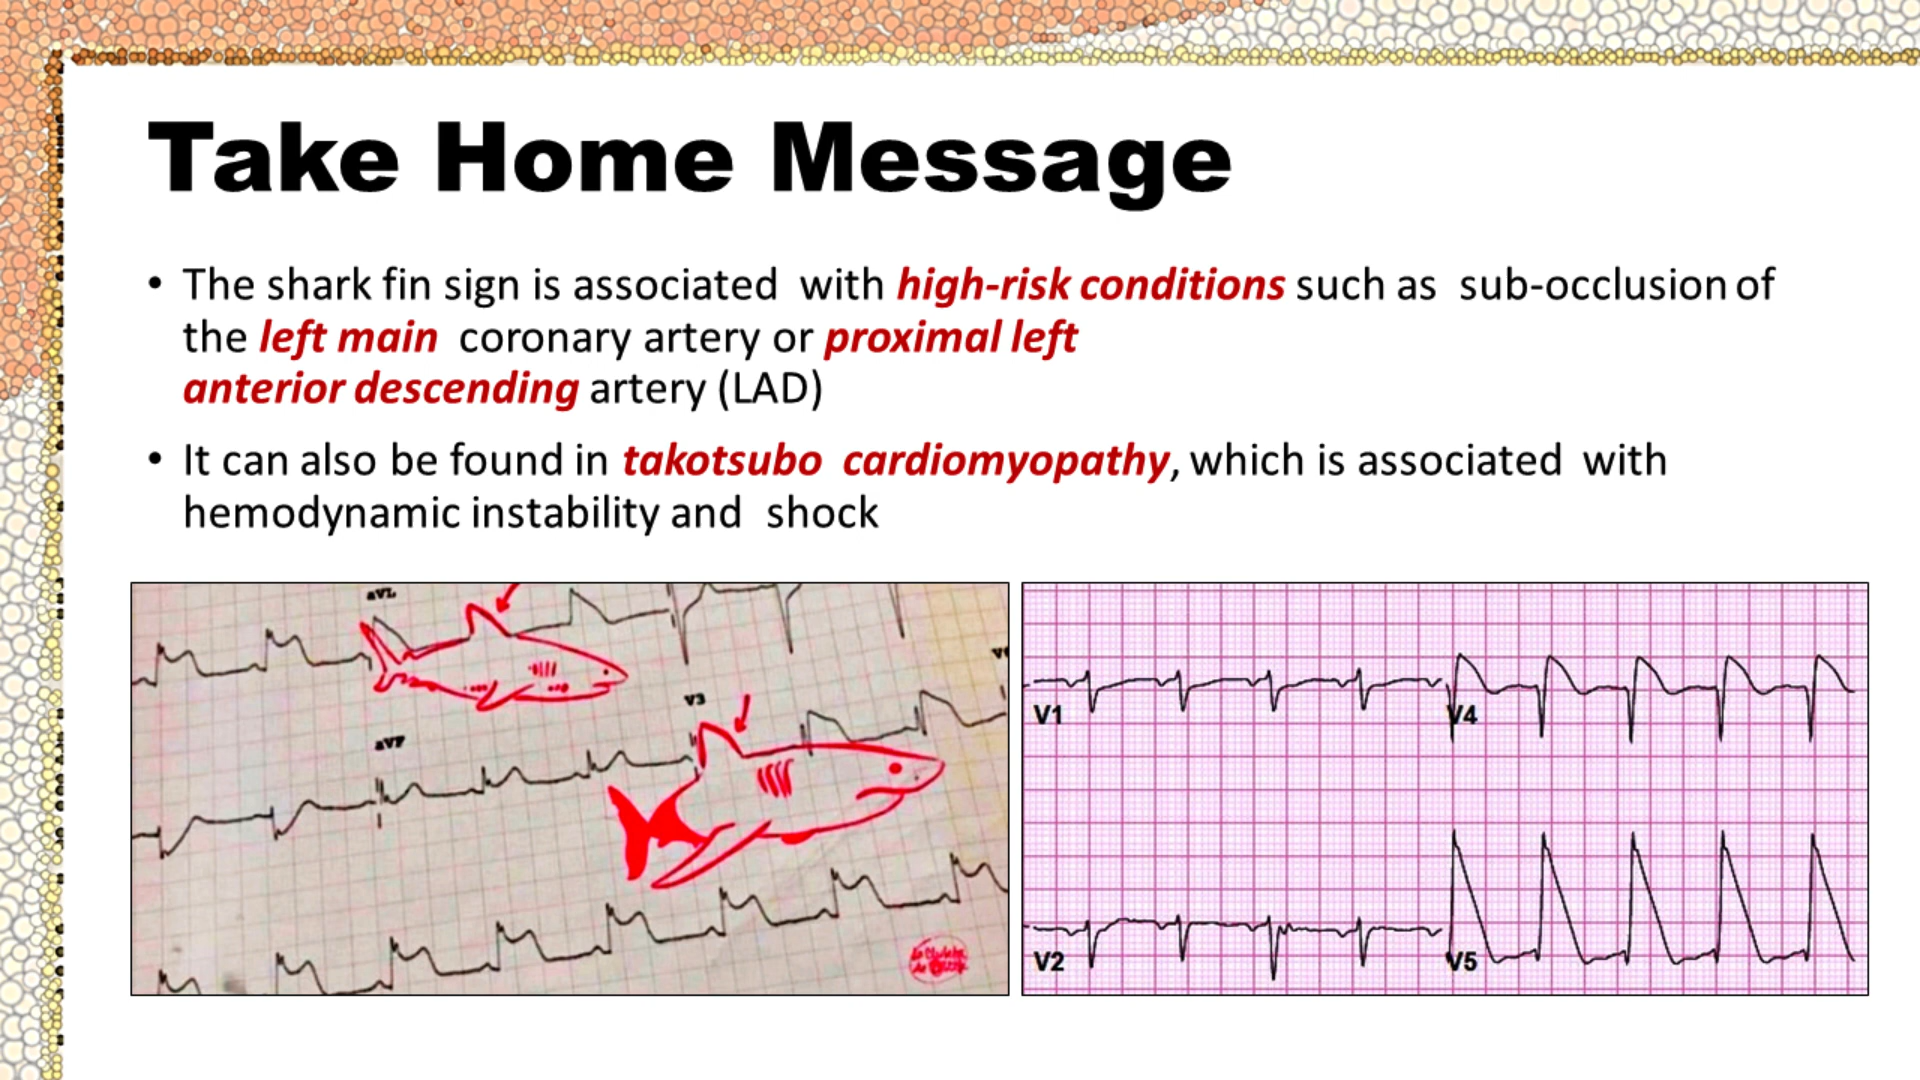 Take Home Message
• The shark fin sign is associated with high-risk conditions such as sub-occlusion of
the left main coronary artery or proximal left
anterior descending artery (LAD)
• It can also be found in takotsubo cardiomyopathy, which is associated with
hemodynamic instability and shock
aVL
V3
aVF
V1
V4
V2
V5